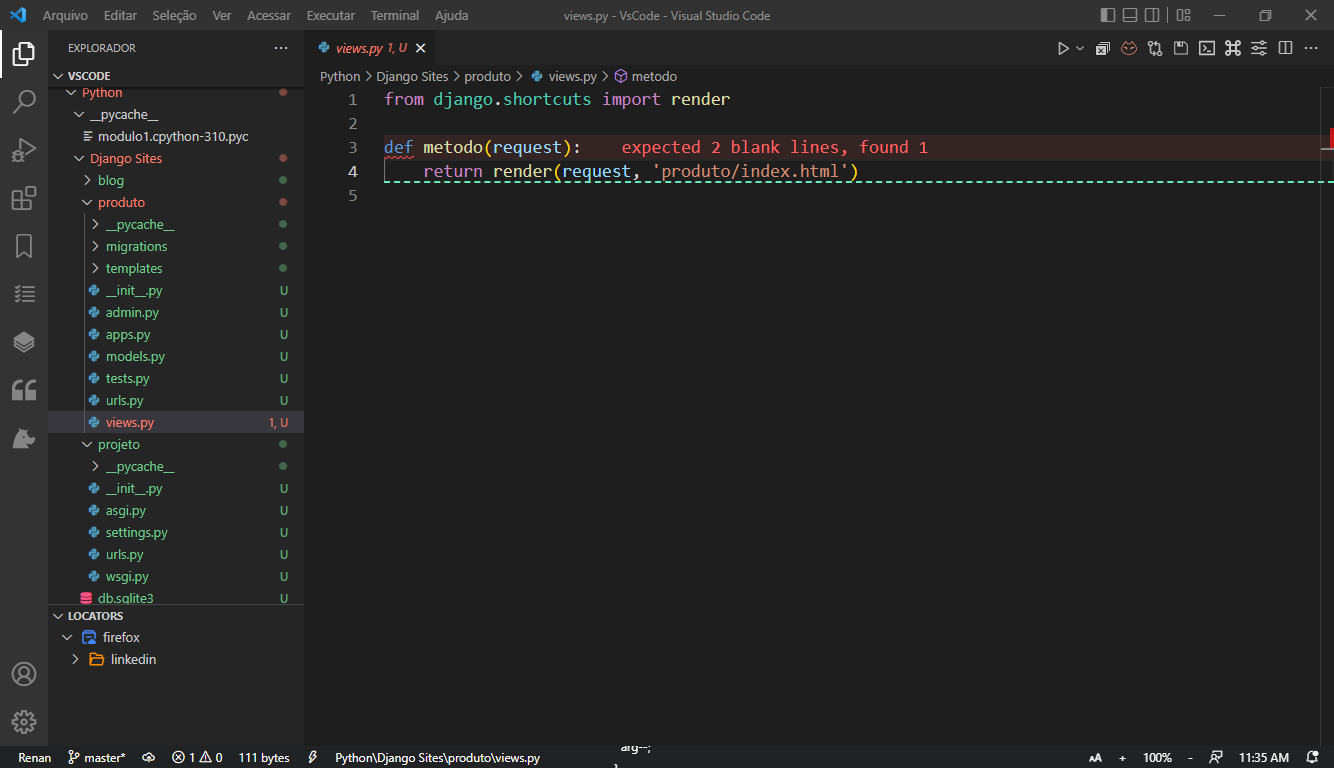 Arquivo Editar Seleção Ver Acessar Executar Terminal Ajuda views.py - VsCode - Visual Studio Code
EXPLORADOR
VSCODE
Python
__pycache__
modulo1.cpython-310.pyc
Django Sites
blog
produto
__pycache__
migrations
templates
__init__.py U
admin.py U
apps.py U
models.py U
tests.py U
urls.py U
views.py 1, U
projeto
__pycache__
__init__.py U
asgi.py U
settings.py U
urls.py U
wsgi.py U
db.sqlite3 U
LOCATORS
firefox
linkedin
views.py 1, U
Python > Django Sites > produto > views.py > metodo
1 from django.shortcuts import render
2
3 def metodo(request): expected 2 blank lines, found 1
4 return render(request, 'produto/index.html')
5
Renan master* 1 0 111 bytes Python\Django Sites\produto\views.py arg--; AA + 100% - 11:35 AM